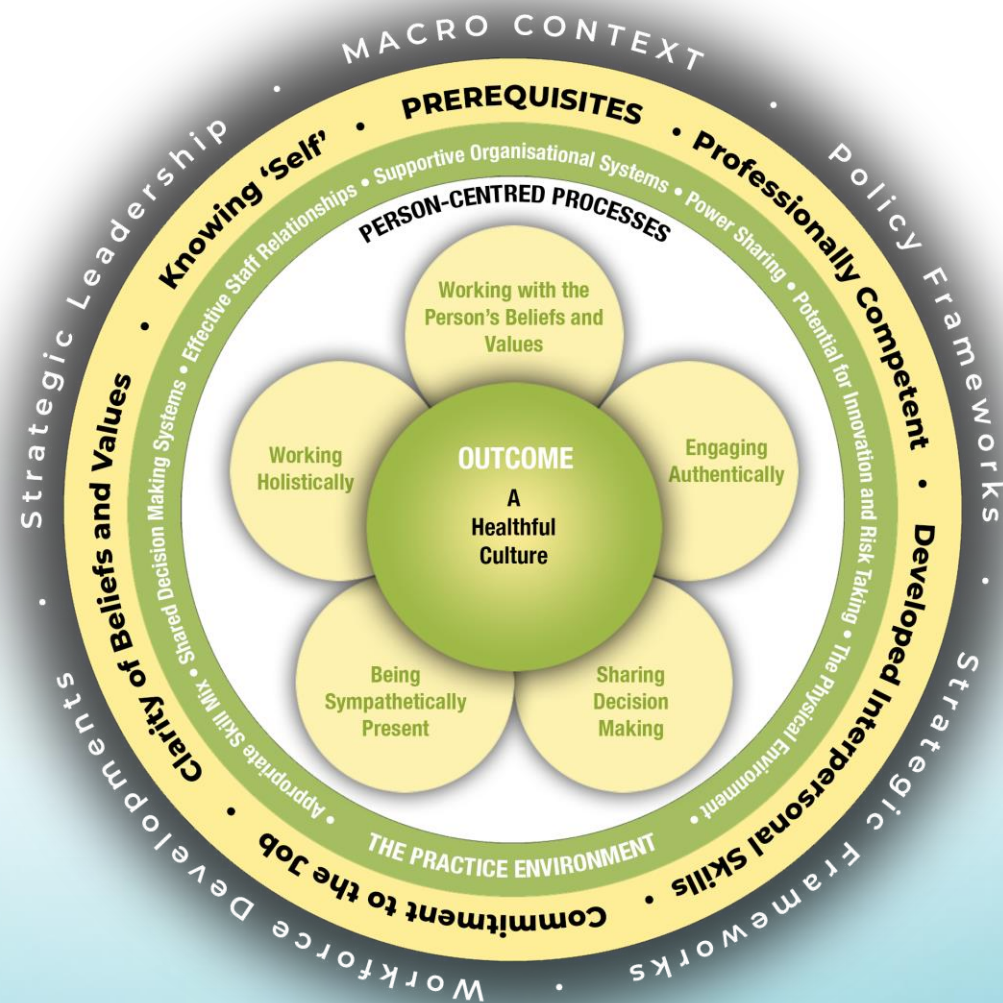 MACRO CONTEXT • Policy Frameworks • Strategic Frameworks • Workforce Developments • Strategic Leadership •
PREREQUISITES • Professionally Competent • Developed Interpersonal Skills • Commitment to the Job • Clarity of Beliefs and Values • Knowing ‘Self’ •
THE PRACTICE ENVIRONMENT • Appropriate Skill Mix • Shared Decision Making Systems • Effective Staff Relationships • Supportive Organisational Systems • Power Sharing • Potential for Innovation and Risk Taking • The Physical Environment •
PERSON-CENTRED PROCESSES
Working with the
Person’s Beliefs and
Values
Engaging
Authentically
Sharing
Decision
Making
Being
Sympathetically
Present
Working
Holistically
OUTCOME
A
Healthful
Culture